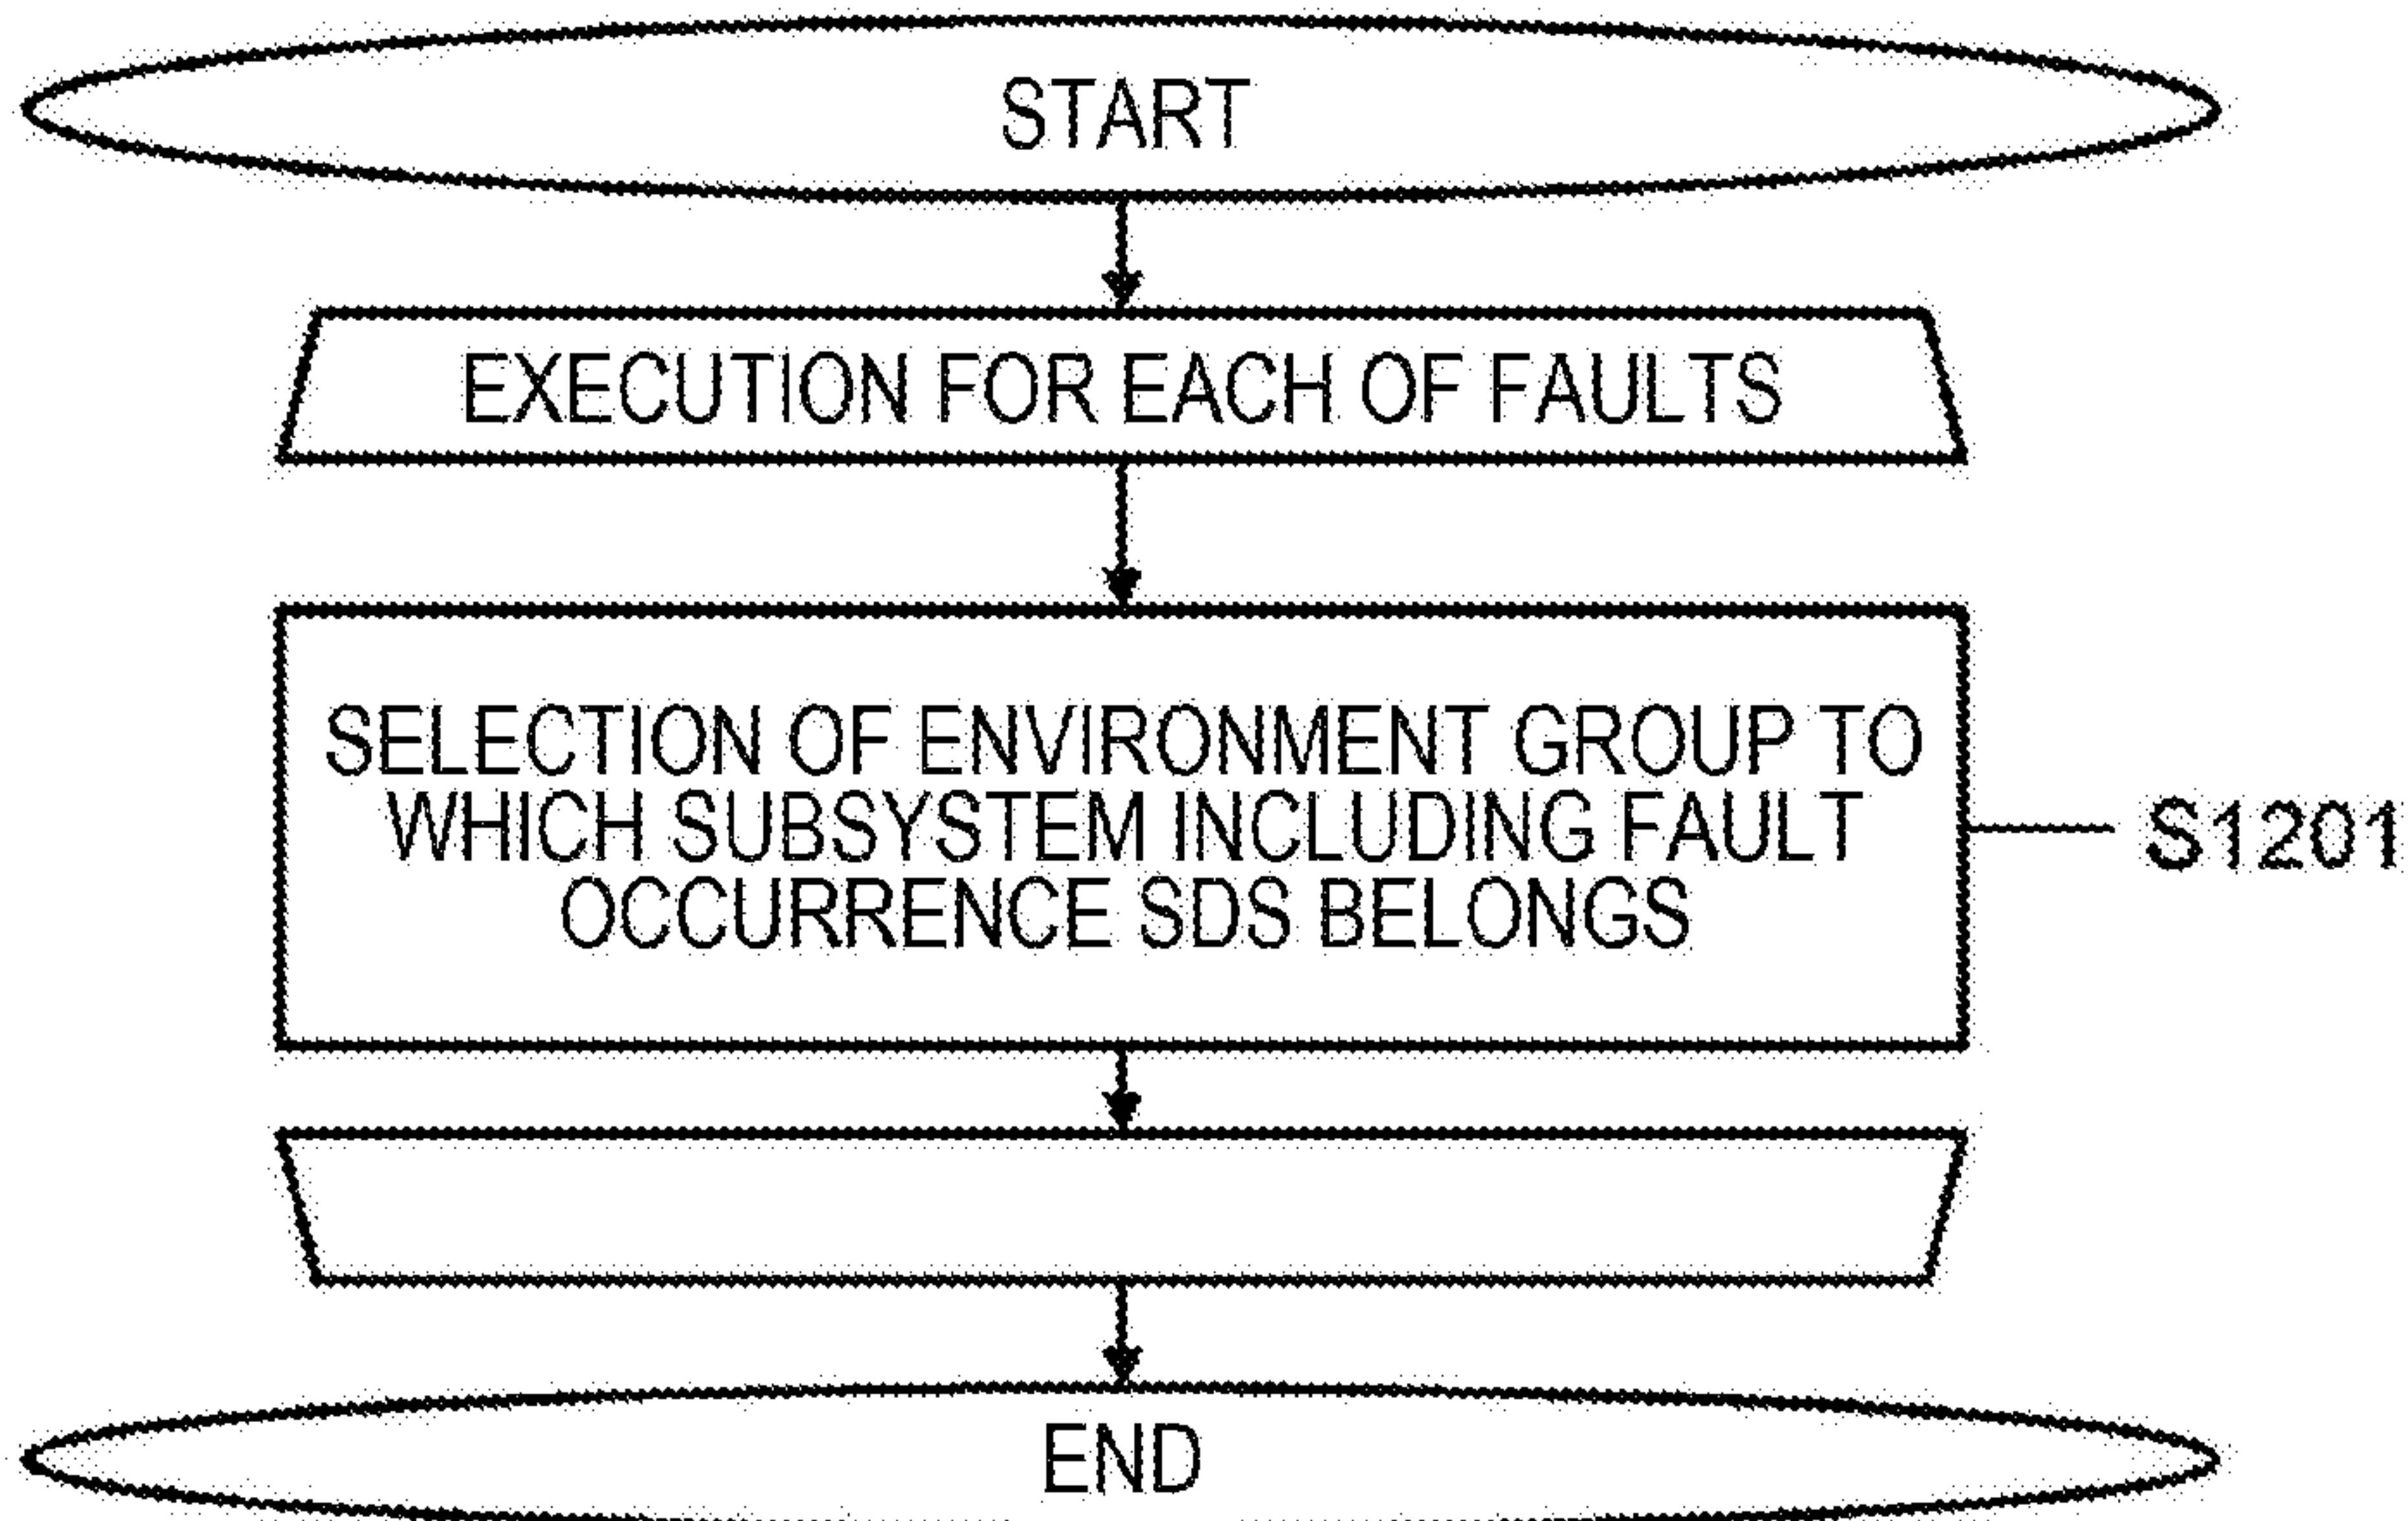 START
EXECUTION FOR EACH OF FAULTS
SELECTION OF ENVIRONMENT GROUP TO
WHICH SUBSYSTEM INCLUDING FAULT
OCCURRENCE SDS BELONGS
S1201
END